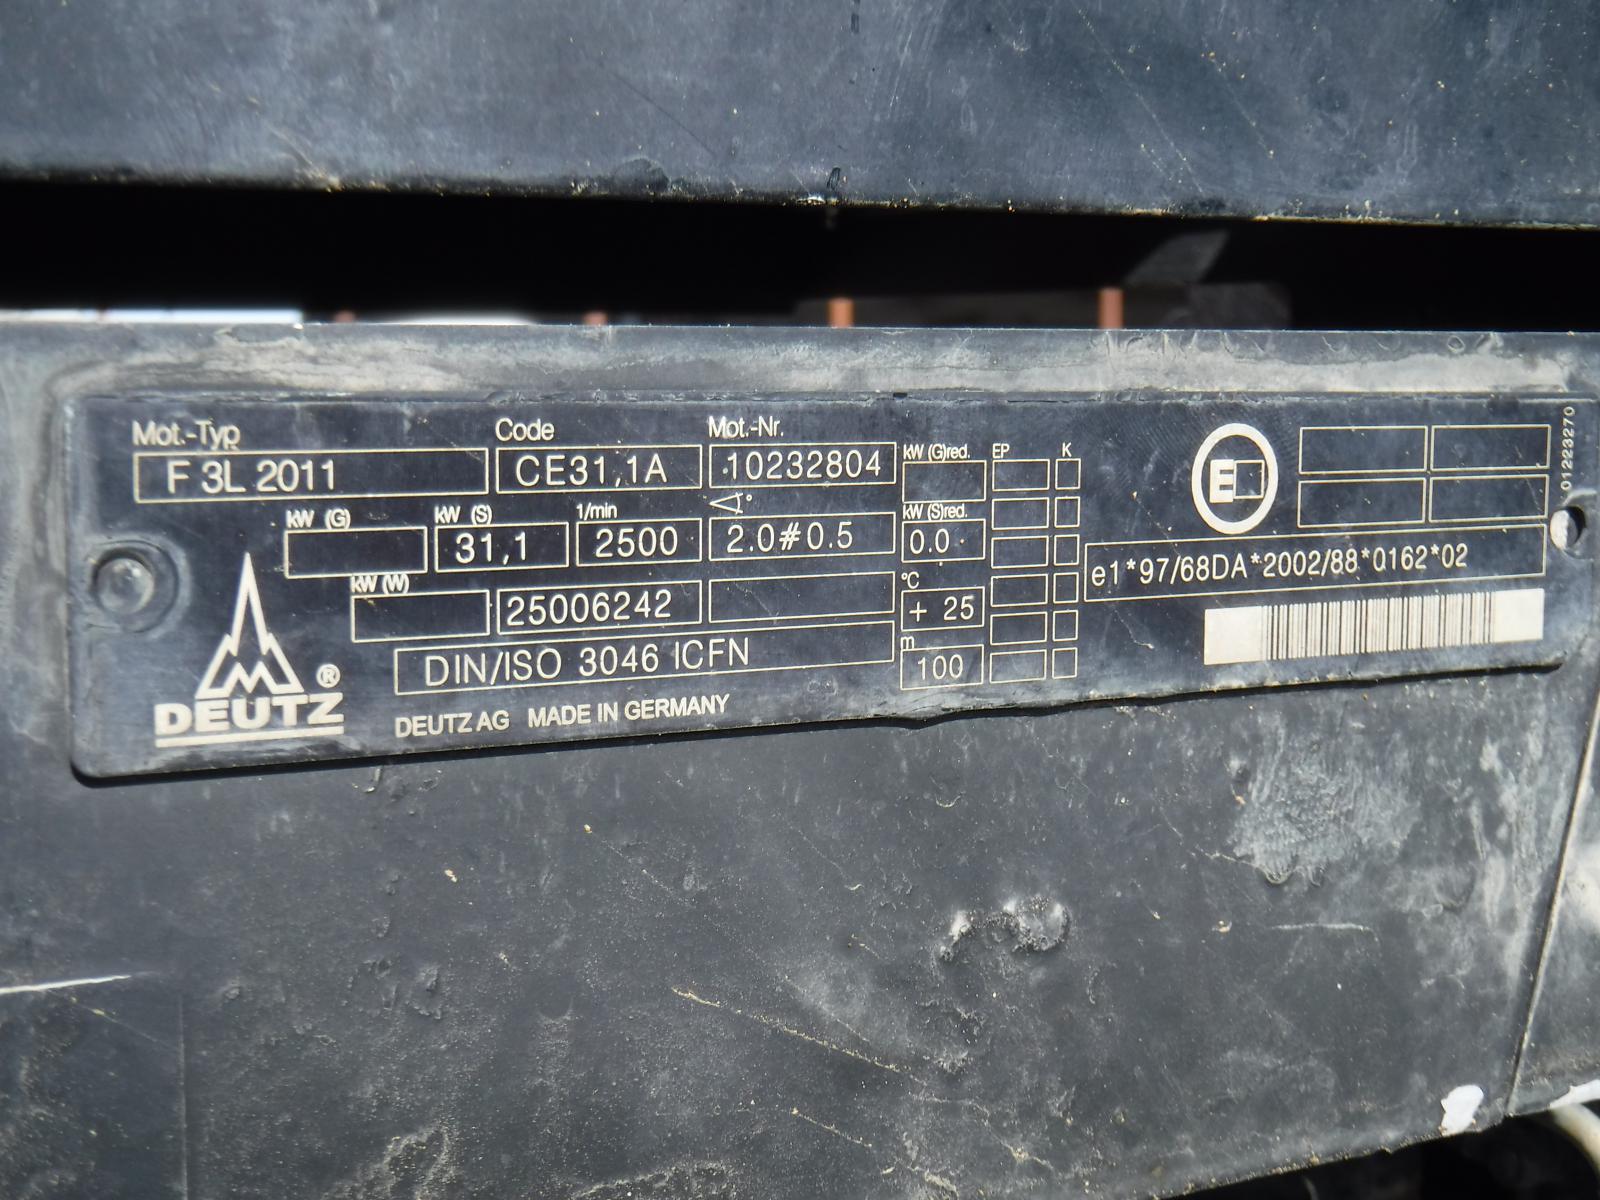 Mot.-Typ Code Mot.-Nr.
F 3L 2011 CE31,1A 10232804
kW (G)red. EP K
kW (G) kW (S) 1/min °
31,1 2500 2.0#0.5
kW (S)red.
0.0
kW (W)
25006242
°C
+ 25
DIN/ISO 3046 ICFN
m
100
DEUTZ®
DEUTZ AG MADE IN GERMANY
E
e1*97/68DA*2002/88*0162*02
01223270